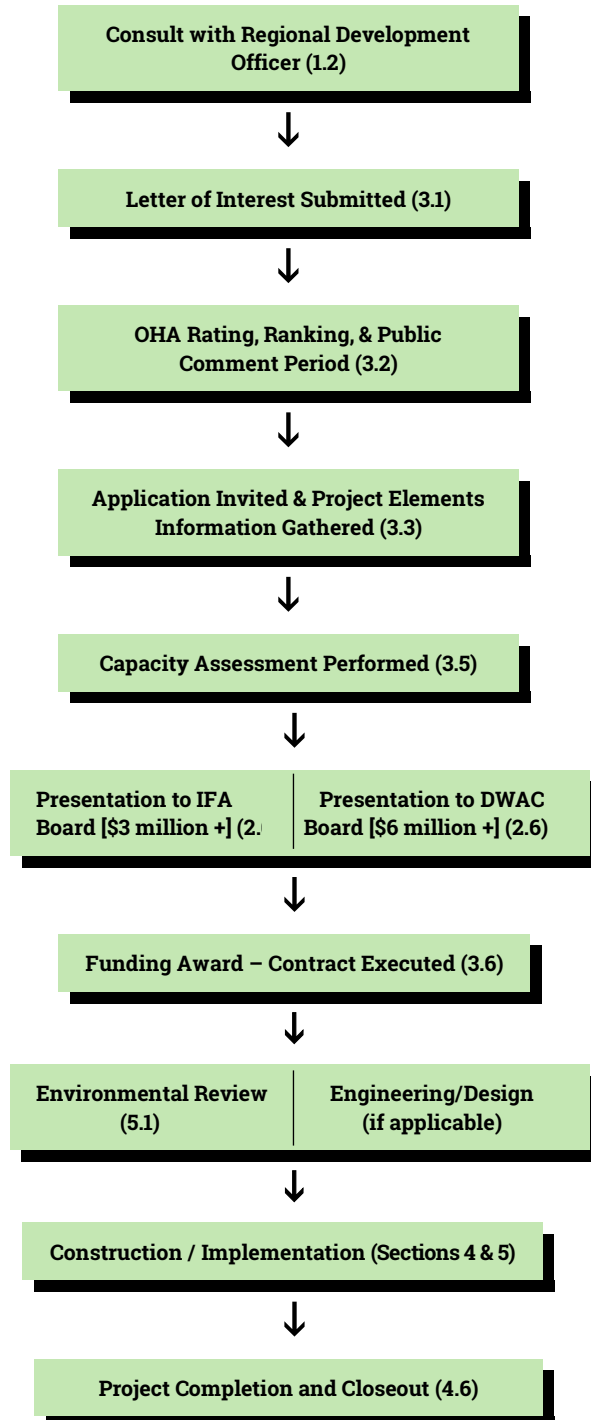 Consult with Regional Development
Officer (1.2)
Letter of Interest Submitted (3.1)
OHA Rating, Ranking, & Public
Comment Period (3.2)
Application Invited & Project Elements
Information Gathered (3.3)
Capacity Assessment Performed (3.5)
Presentation to IFA
Board [$3 million +] (2.
Presentation to DWAC
Board [$6 million +] (2.6)
Funding Award – Contract Executed (3.6)
Environmental Review
(5.1)
Engineering/Design
(if applicable)
Construction / Implementation (Sections 4 & 5)
Project Completion and Closeout (4.6)